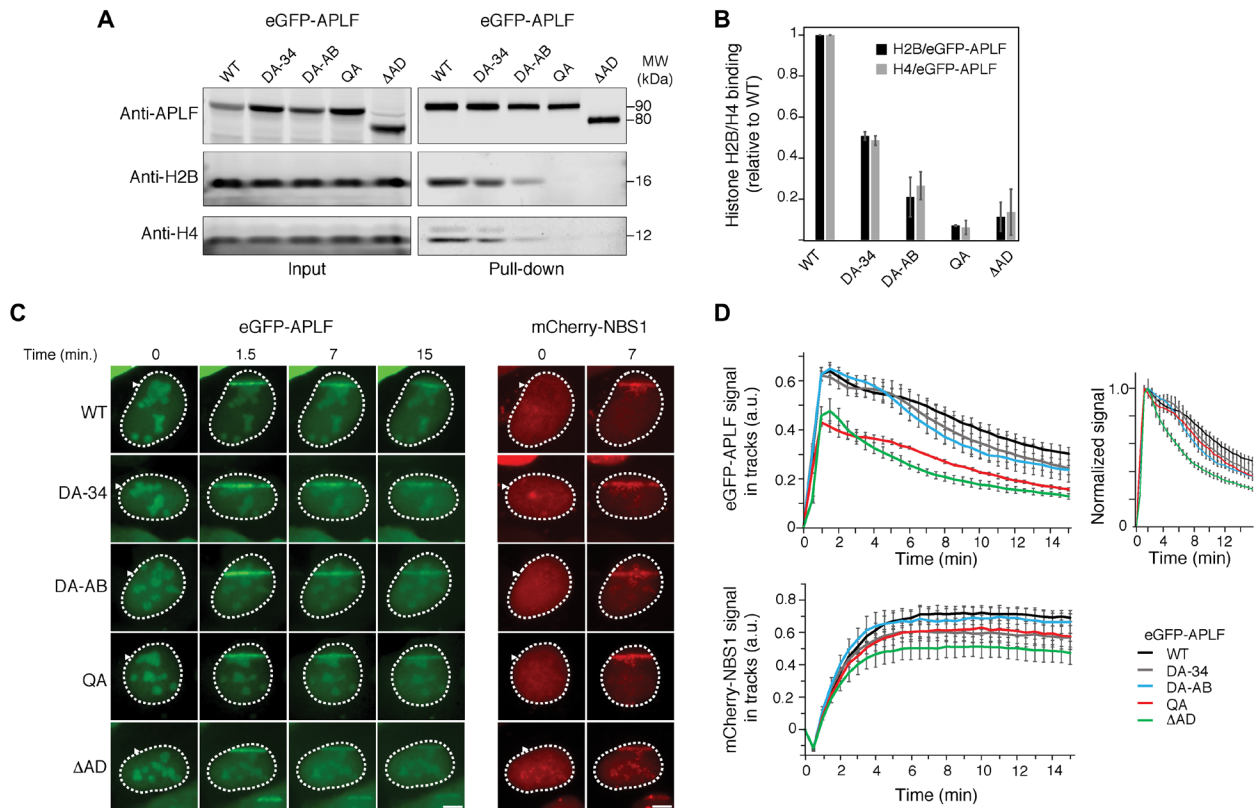 A
eGFP-APLF
eGFP-APLF
WT DA-34 DA-AB QA ΔAD
WT DA-34 DA-AB QA ΔAD
MW
(kDa)
Anti-APLF
90
80
Anti-H2B
16
Anti-H4
12
Input
Pull-down
B
Histone H2B/H4 binding
(relative to WT)
1
0.8
0.6
0.4
0.2
0
H2B/eGFP-APLF
H4/eGFP-APLF
WT DA-34 DA-AB QA ΔAD
C
eGFP-APLF
mCherry-NBS1
Time (min.) 0 1.5 7 15 0 7
WT
DA-34
DA-AB
QA
ΔAD
D
eGFP-APLF signal
in tracks (a.u.)
0.6
0.4
0.2
0
0 2 4 6 8 10 12 14
Time (min)
Normalized signal
1.0
8
6
4
2
0
0 4 8 12
Time (min)
mCherry-NBS1 signal
in tracks (a.u.)
0.8
0.7
0.6
0.4
0.2
0
0 2 4 6 8 10 12 14
Time (min)
eGFP-APLF
WT
DA-34
DA-AB
QA
ΔAD